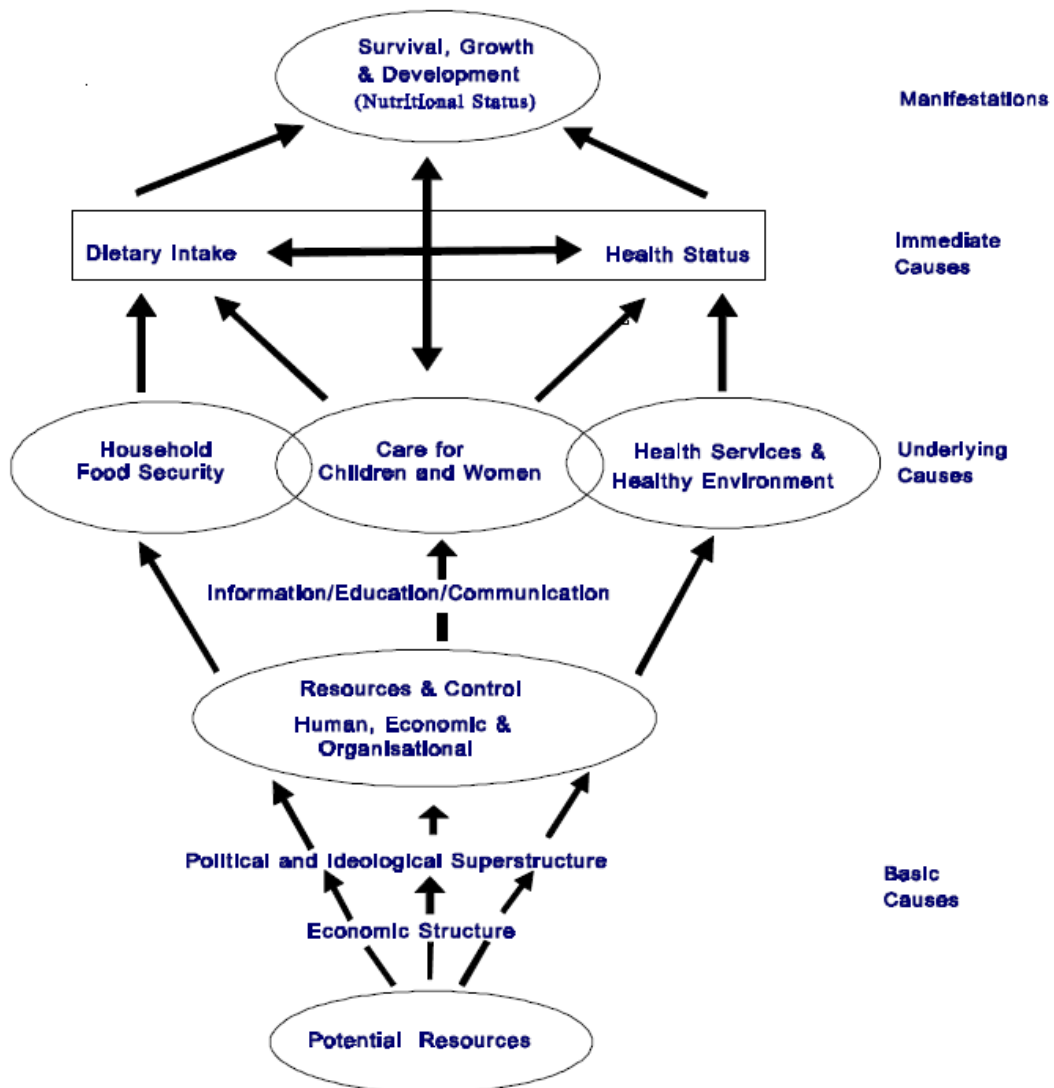 Survival, Growth
& Development
(Nutritional Status)
Manifestations
Dietary Intake
Health Status
Immediate
Causes
Household
Food Security
Care for
Children and Women
Health Services &
Healthy Environment
Underlying
Causes
Information/Education/Communication
Resources & Control
Human, Economic &
Organisational
Political and Ideological Superstructure
Economic Structure
Basic
Causes
Potential Resources